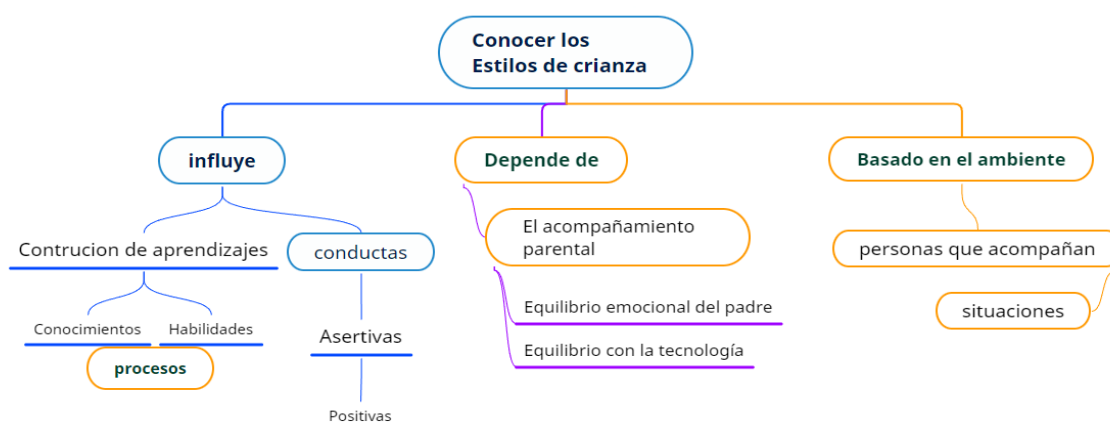 Conocer los
Estilos de crianza
influye
Depende de
Basado en el ambiente
Contrucion de aprendizajes
conductas
El acompañamiento
parental
personas que acompañan
Conocimientos
Habilidades
procesos
Asertivas
Positivas
Equilibrio emocional del padre
Equilibrio con la tecnología
situaciones